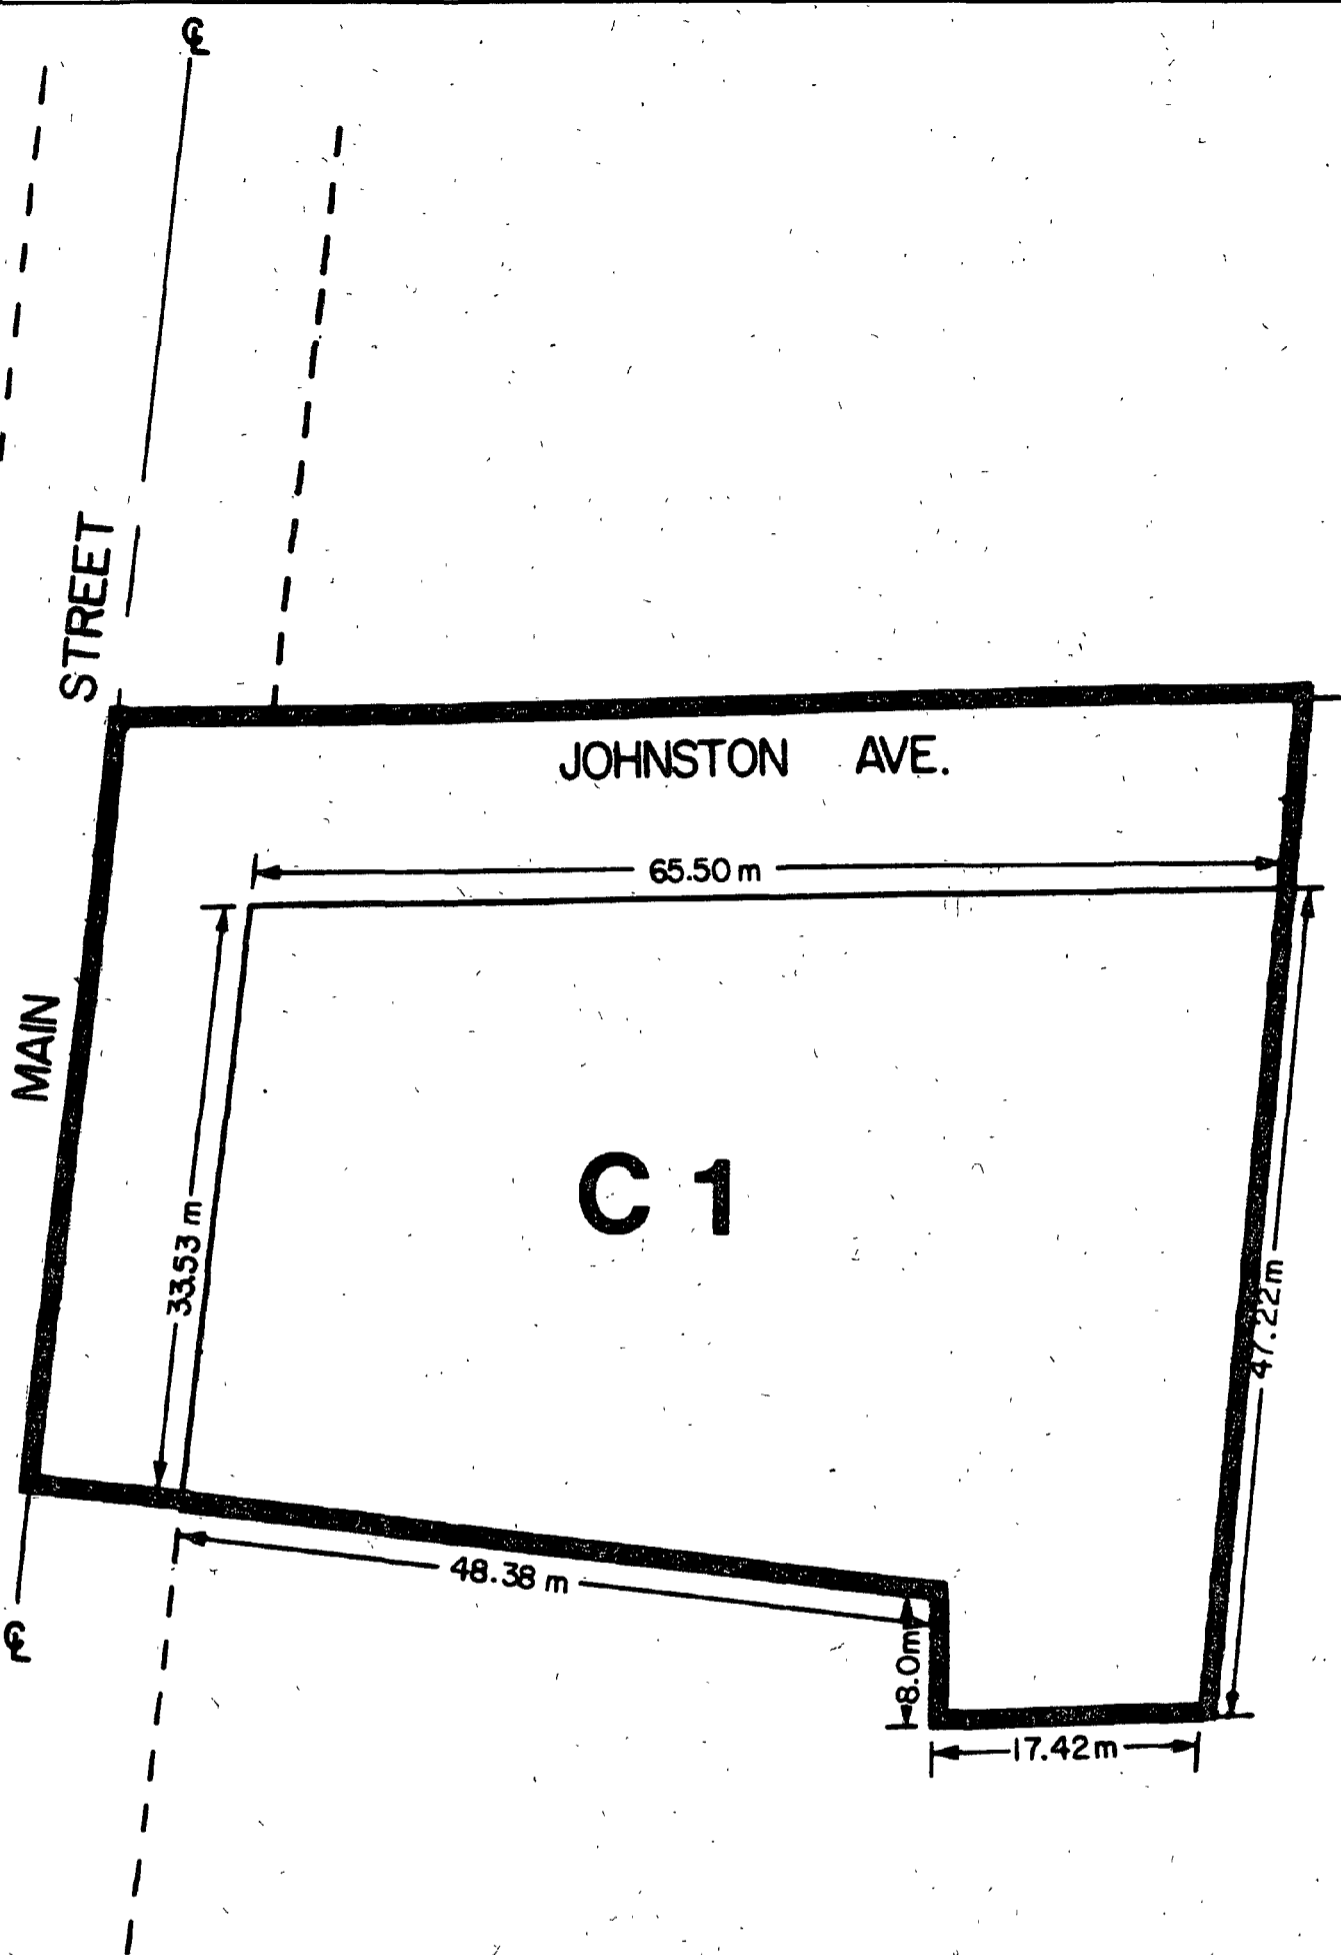 ℄
STREET
JOHNSTON AVE.
65.50 m
MAIN
C 1
33.53 m
47.22m
48.38 m
8.0m
17.42m
℄